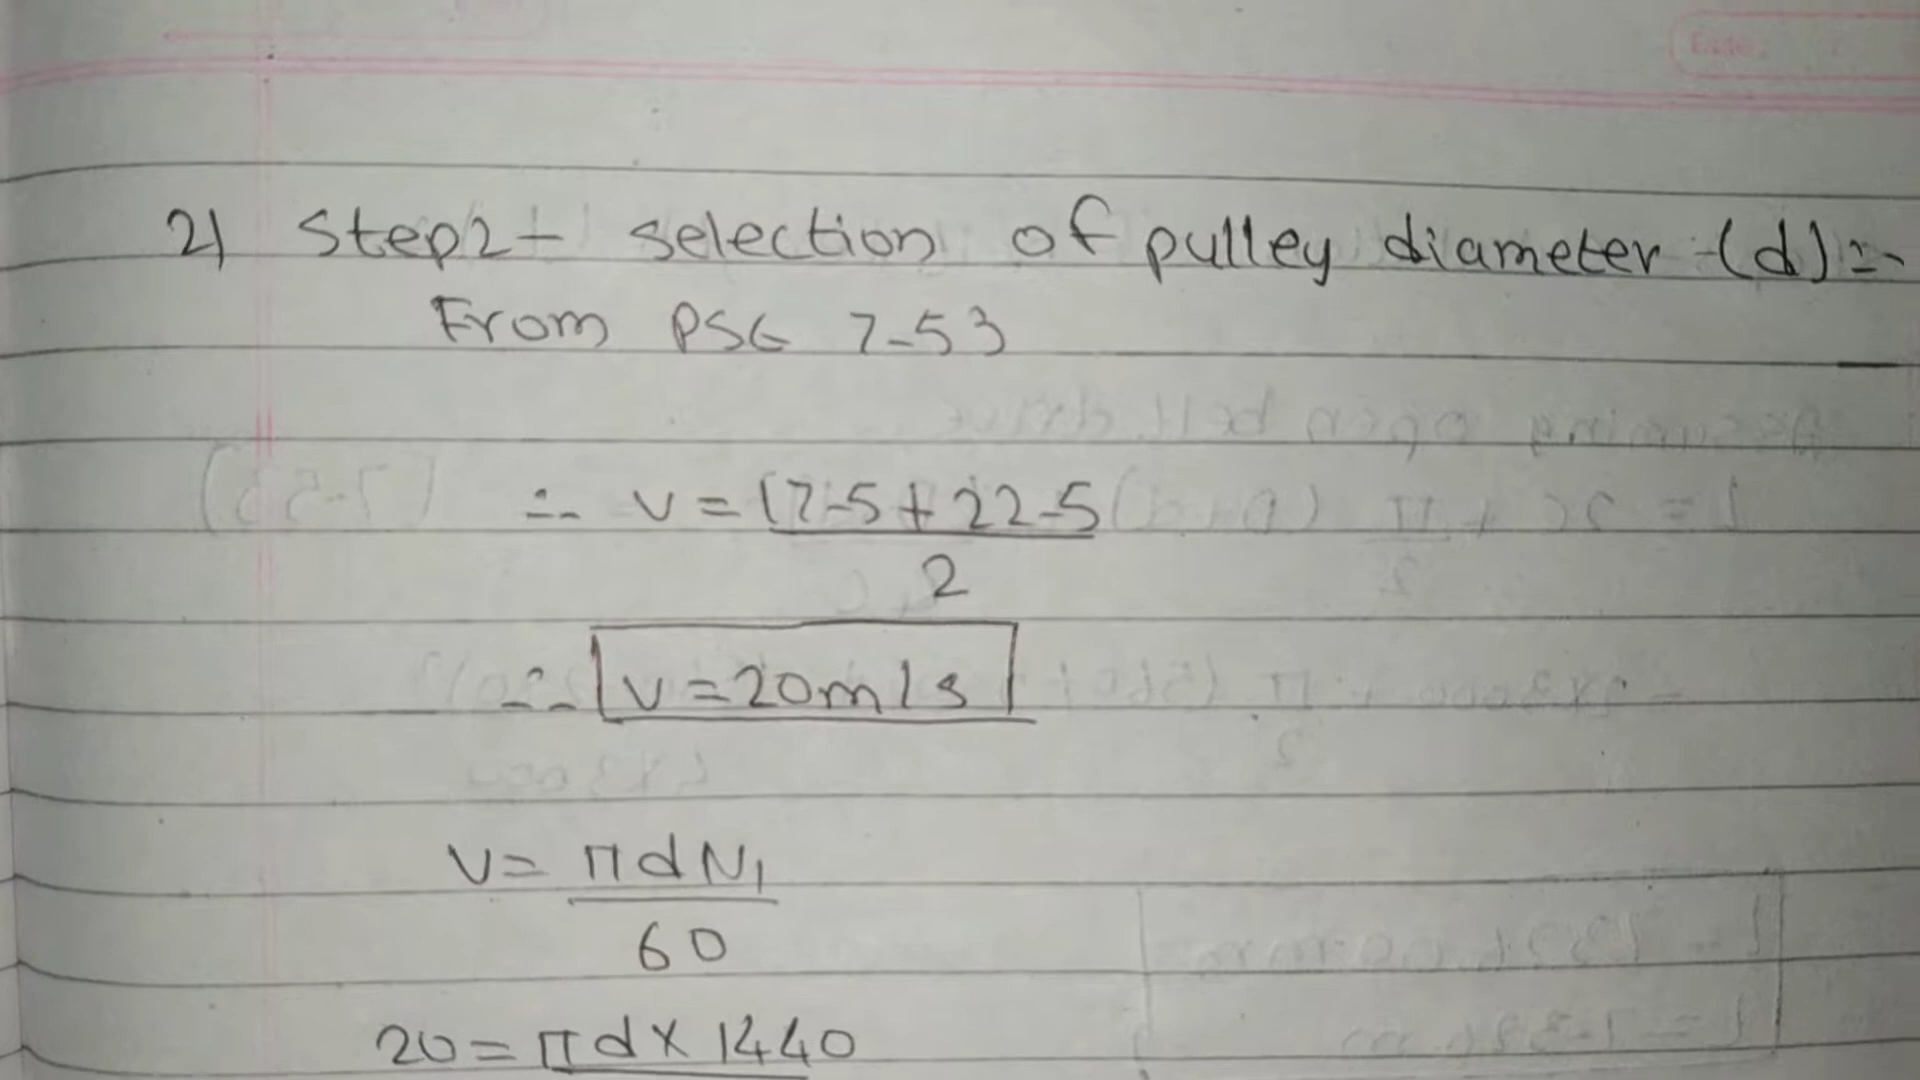 2) Step2:- selection of pulley diameter (d):-
From PSG 7.53
∴ V = 17.5 + 22.5
2
∴ V = 20m/s
V = πdN₁
60
20 = πd × 1440